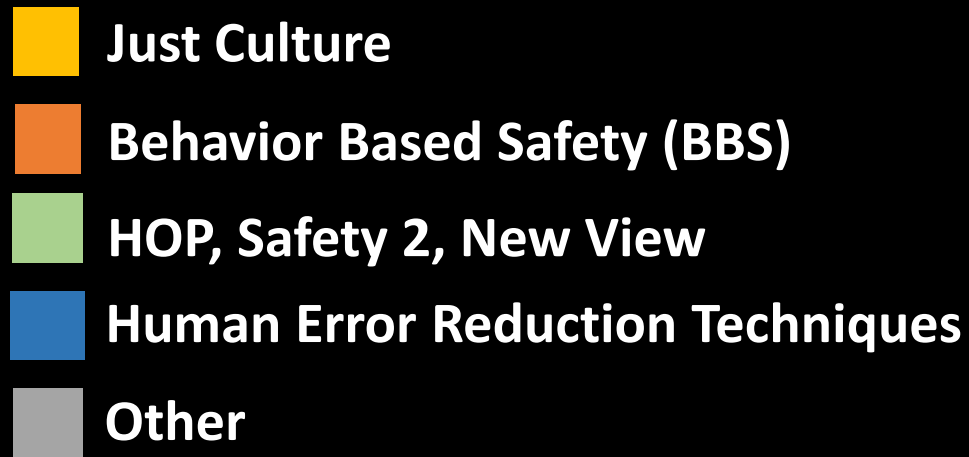 Just Culture
Behavior Based Safety (BBS)
HOP, Safety 2, New View
Human Error Reduction Techniques
Other